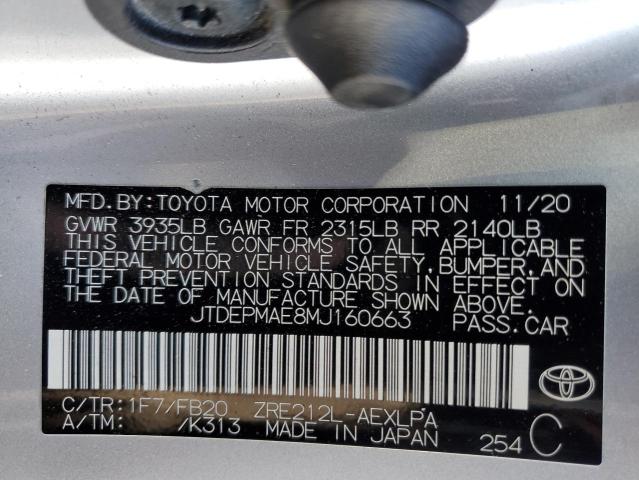 MFD.BY:TOYOTA MOTOR CORPORATION 11/20
GVWR 3935LB GAWR FR 2315LB RR 2140LB
THIS VEHICLE CONFORMS TO ALL APPLICABLE
FEDERAL MOTOR VEHICLE SAFETY,BUMPER,AND
THEFT PREVENTION STANDARDS IN EFFECT ON
THE DATE OF MANUFACTURE SHOWN ABOVE.
JTDEPMAE8MJ160663 PASS.CAR
C/TR:1F7/FB20 ZRE212L-AEXLPA
A/TM: /K313 MADE IN JAPAN 254 C